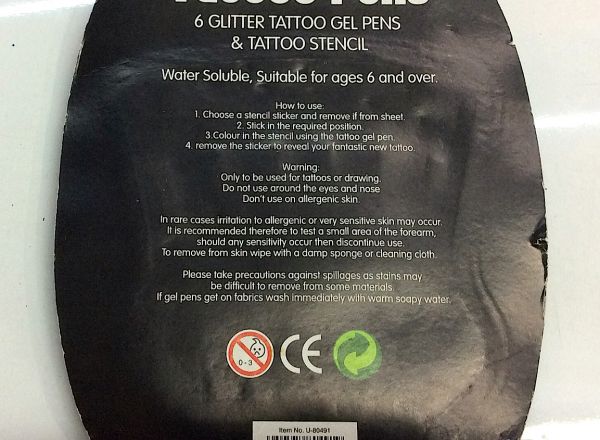 6 GLITTER TATTOO GEL PENS
& TATTOO STENCIL
Water Soluble, Suitable for ages 6 and over.
How to use:
1. Choose a stencil sticker and remove if from sheet.
2. Stick in the required position.
3.Colour in the stencil using the tattoo gel pen.
4. remove the sticker to reveal your fantastic new tattoo.
Warning:
Only to be used for tattoos or drawing.
Do not use around the eyes and nose
Don't use on allergenic skin.
In rare cases irritation to allergenic or very sensitive skin may occur.
It is recommended therefore to test a small area of the forearm,
should any sensitivity occur then discontinue use.
To remove from skin wipe with a damp sponge or cleaning cloth.
Please take precautions against spillages as stains may
be difficult to remove from some materials.
If gel pens get on fabrics wash immediately with warm soapy water.
0-3
CE
Item No. U-80491